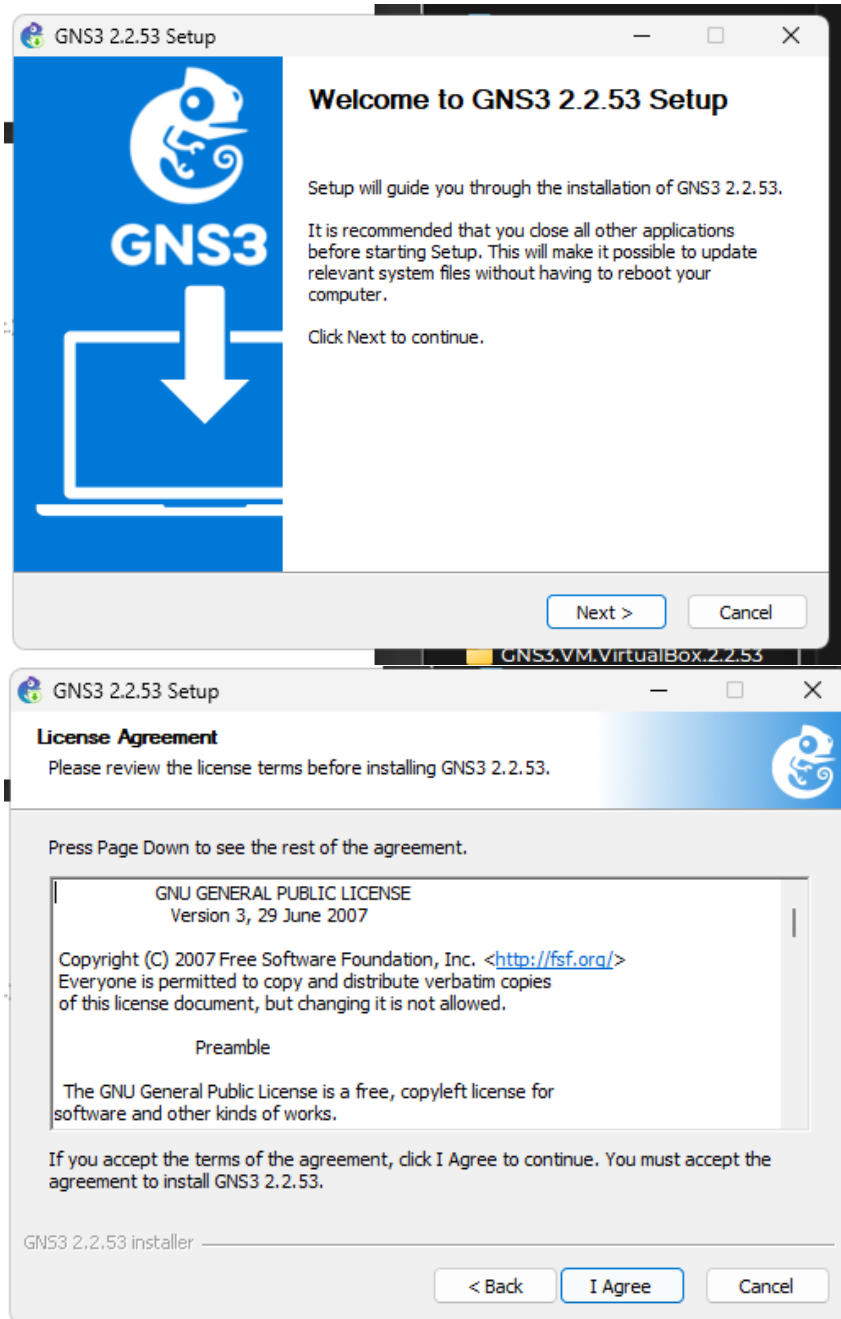 GNS3 2.2.53 Setup
Welcome to GNS3 2.2.53 Setup
GNS3
Setup will guide you through the installation of GNS3 2.2.53.
It is recommended that you close all other applications
before starting Setup. This will make it possible to update
relevant system files without having to reboot your
computer.
Click Next to continue.
Next >
Cancel
GNS3.VM.VirtualBox.2.2.53
GNS3 2.2.53 Setup
License Agreement
Please review the license terms before installing GNS3 2.2.53.
Press Page Down to see the rest of the agreement.
GNU GENERAL PUBLIC LICENSE
Version 3, 29 June 2007
Copyright (C) 2007 Free Software Foundation, Inc. <http://fsf.org/>
Everyone is permitted to copy and distribute verbatim copies
of this license document, but changing it is not allowed.
Preamble
The GNU General Public License is a free, copyleft license for
software and other kinds of works.
If you accept the terms of the agreement, click I Agree to continue. You must accept the
agreement to install GNS3 2.2.53.
GNS3 2.2.53 installer
< Back
I Agree
Cancel